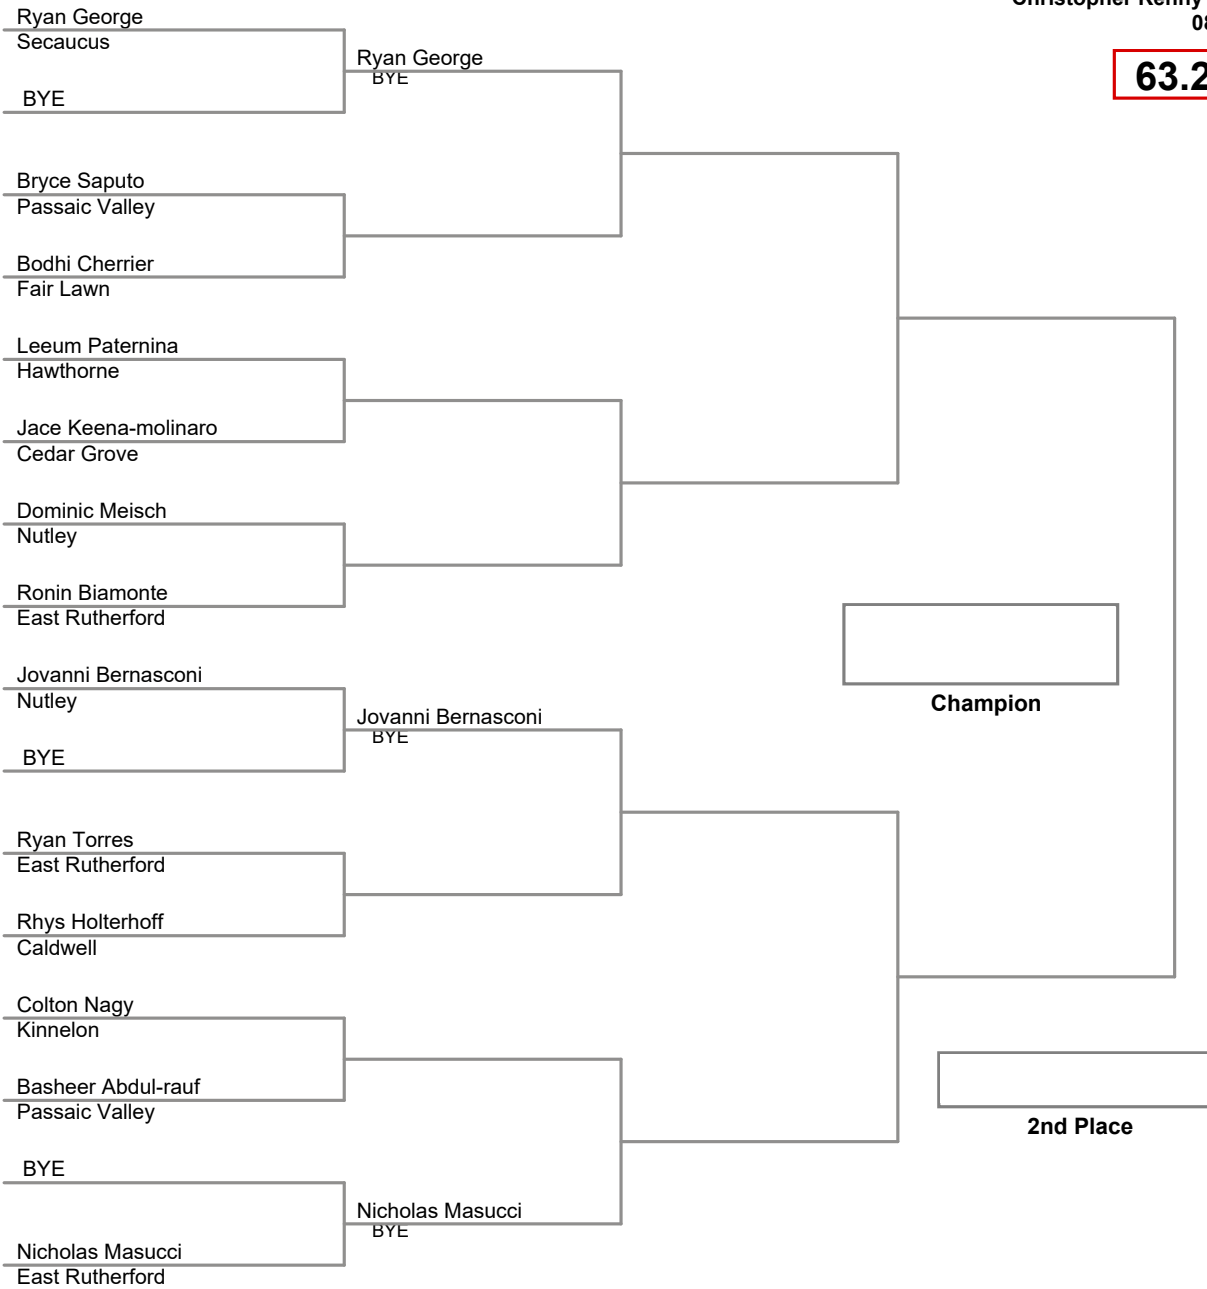 Christopher Kenny
08
63.2
Ryan George
Secaucus
BYE
Ryan George
BYE
Bryce Saputo
Passaic Valley
Bodhi Cherrier
Fair Lawn
Leeum Paternina
Hawthorne
Jace Keena-molinaro
Cedar Grove
Dominic Meisch
Nutley
Ronin Biamonte
East Rutherford
Jovanni Bernasconi
Nutley
BYE
Jovanni Bernasconi
BYE
Ryan Torres
East Rutherford
Rhys Holterhoff
Caldwell
Colton Nagy
Kinnelon
Basheer Abdul-rauf
Passaic Valley
BYE
Nicholas Masucci
East Rutherford
Nicholas Masucci
BYE
Champion
2nd Place